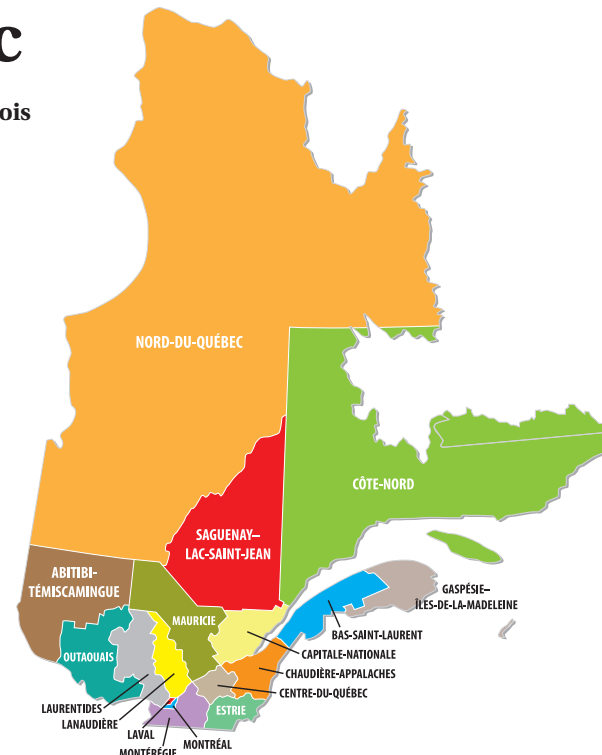 c
ois
NORD-DU-QUÉBEC
CÔTE-NORD
SAGUENAY–
LAC-SAINT-JEAN
ABITIBI-
TÉMISCAMINGUE
MAURICIE
GASPÉSIE–
ÎLES-DE-LA-MADELEINE
BAS-SAINT-LAURENT
OUTAOUAIS
CAPITALE-NATIONALE
CHAUDIÈRE-APPALACHES
CENTRE-DU-QUÉBEC
LAURENTIDES
LANAUDIÈRE
ESTRIE
LAVAL
MONTRÉAL
MONTÉRÉGIE